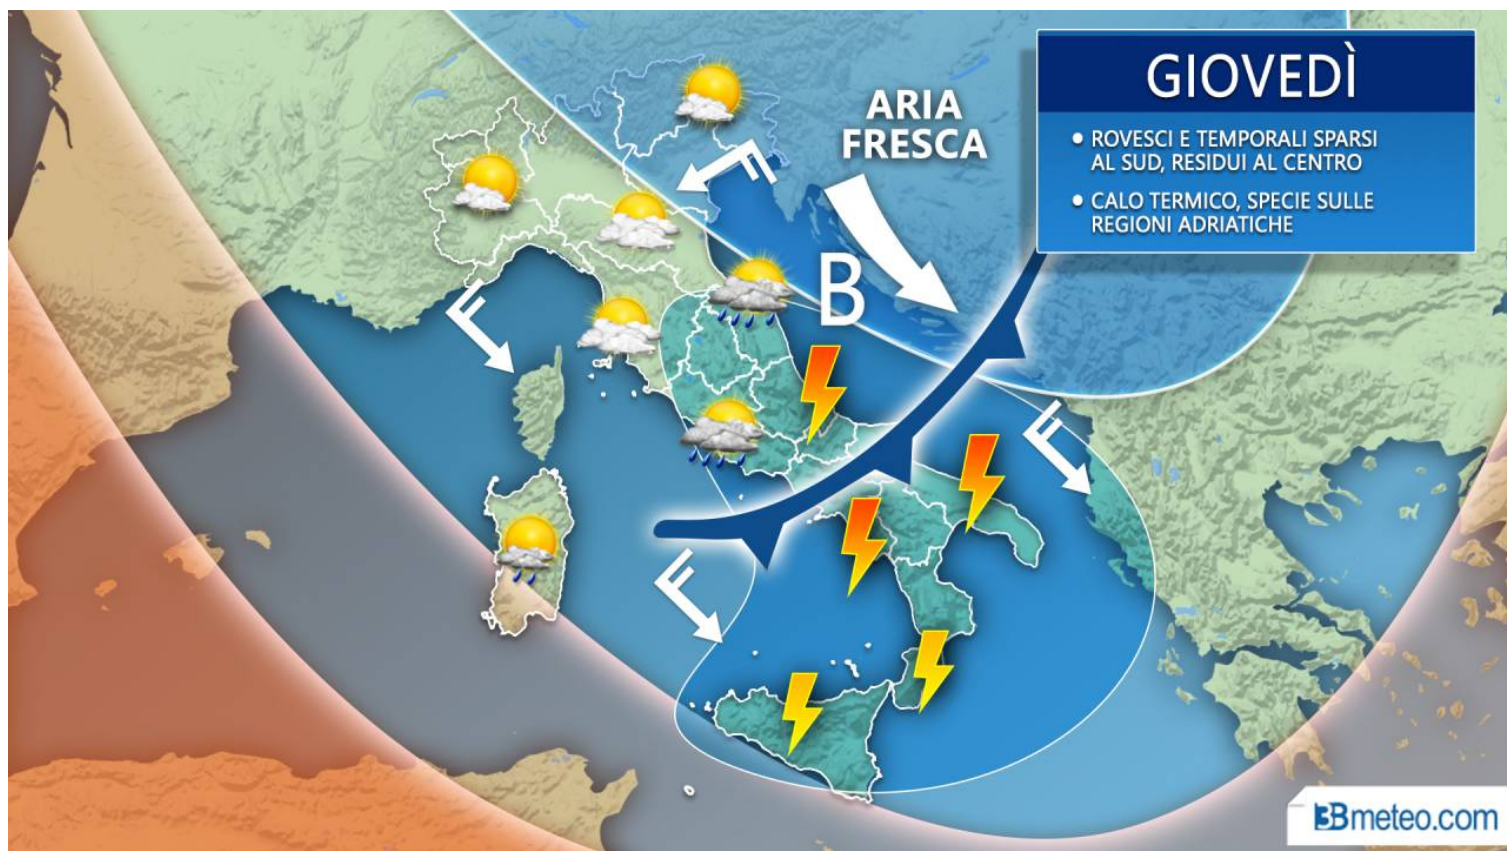 GIOVEDÌ
• ROVESCI E TEMPORALI SPARSI
AL SUD, RESIDUI AL CENTRO
• CALO TERMICO, SPECIE SULLE
REGIONI ADRIATICHE
ARIA
FRESCA
B
3Bmeteo.com